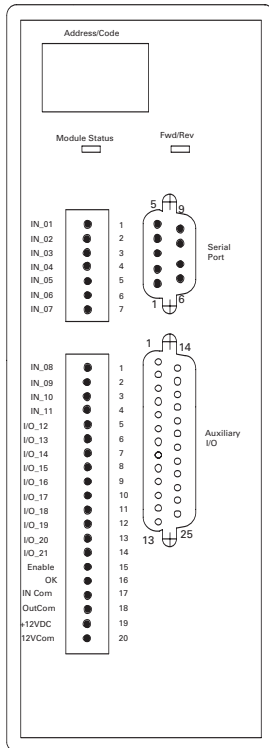 Address/Code
Module Status Fwd/Rev
5 9
IN_01 1
IN_02 2
IN_03 3
IN_04 4
IN_05 5
IN_06 6
IN_07 7
Serial
Port
1 6
1 14
IN_08 1
IN_09 2
IN_10 3
IN_11 4
I/O_12 5
I/O_13 6
I/O_14 7
I/O_15 8
I/O_16 9
I/O_17 10
I/O_18 11
I/O_19 12
I/O_20 13
I/O_21 14
Enable 15
OK 16
IN Com 17
OutCom 18
+12VDC 19
12VCom 20
Auxiliary
I/O
13 25